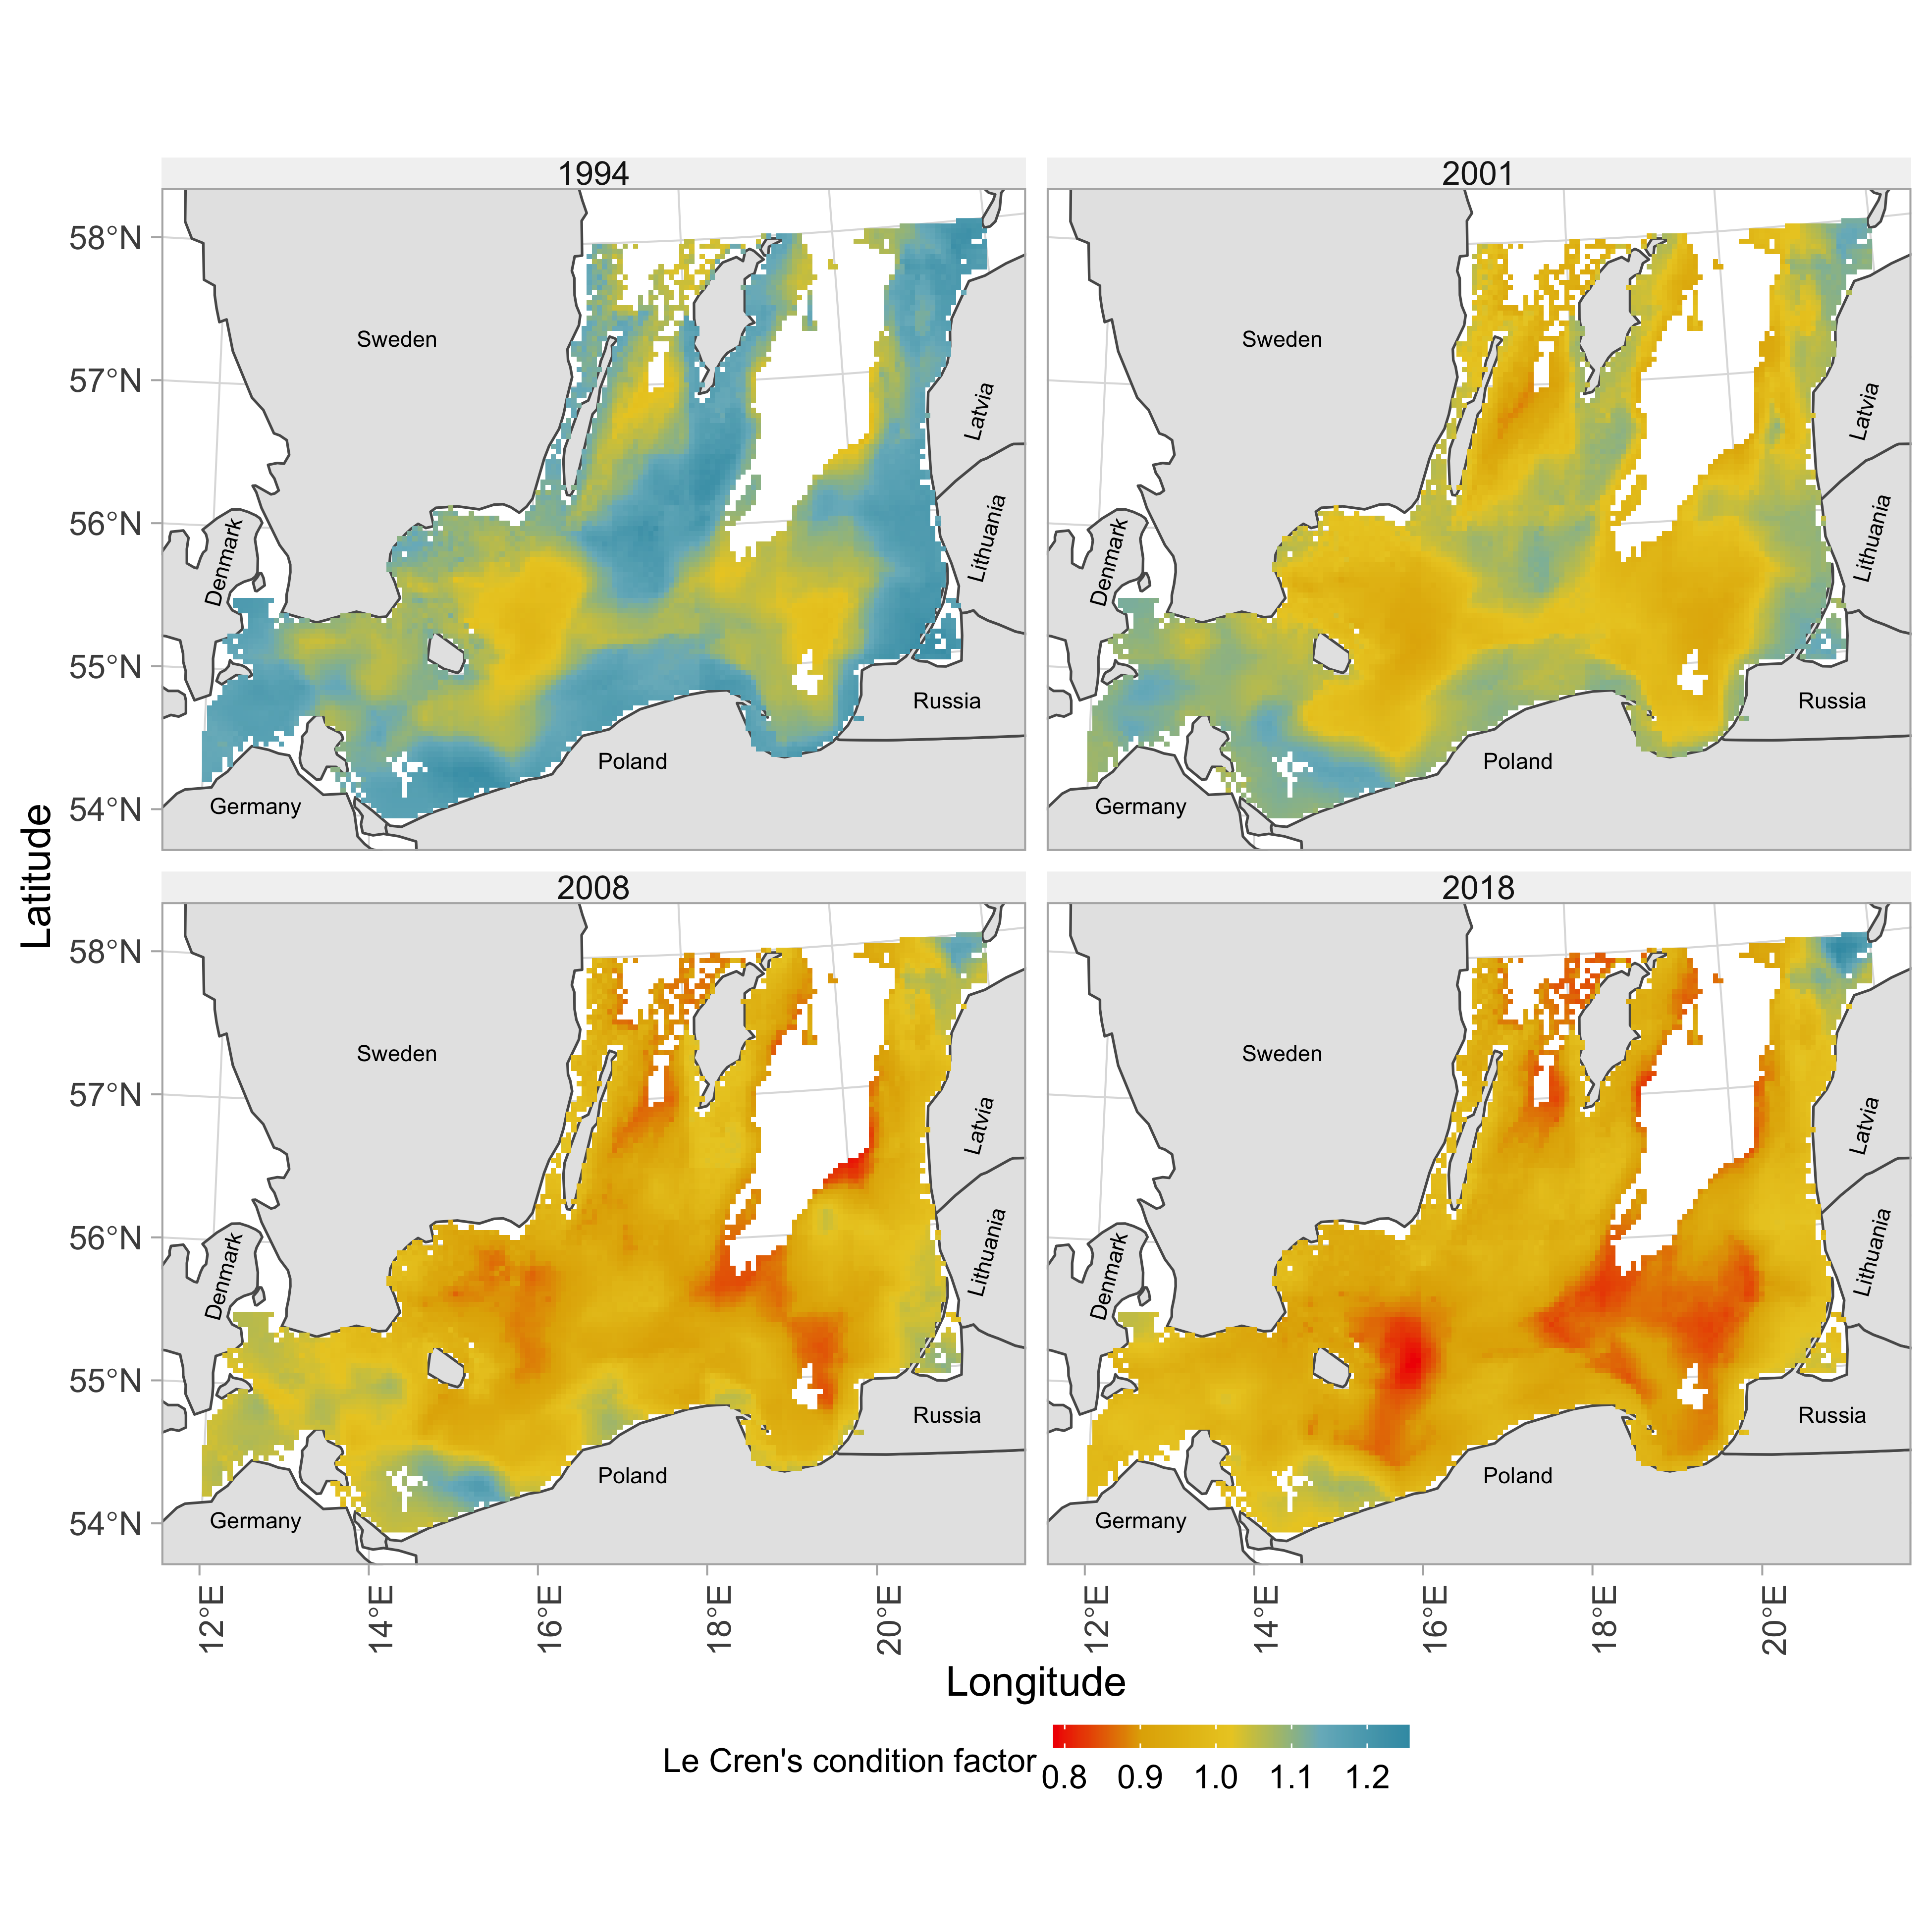 1994
2001
58°N
57°N
56°N
55°N
54°N
Sweden
Denmark
Latvia
Lithuania
Russia
Poland
Germany
Sweden
Denmark
Latvia
Lithuania
Russia
Poland
Germany
Latitude
2008
2018
58°N
57°N
56°N
55°N
54°N
Sweden
Denmark
Latvia
Lithuania
Russia
Poland
Germany
Sweden
Denmark
Latvia
Lithuania
Russia
Poland
Germany
12°E
14°E
16°E
18°E
20°E
12°E
14°E
16°E
18°E
20°E
Longitude
Le Cren's condition factor
0.8 0.9 1.0 1.1 1.2